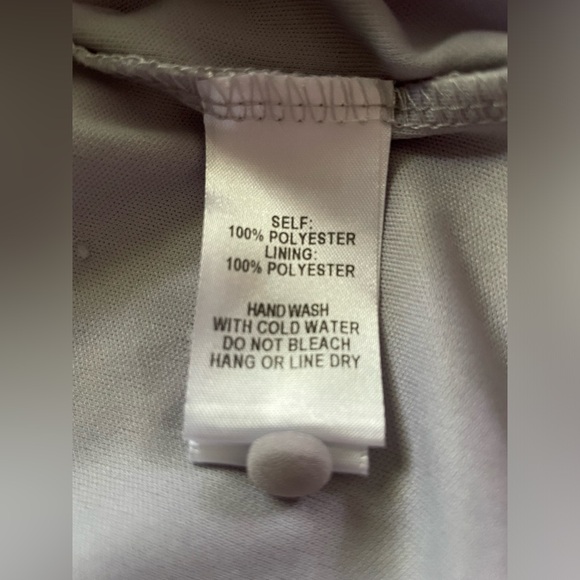 SELF:
100% POLYESTER
LINING:
100% POLYESTER
HAND WASH
WITH COLD WATER
DO NOT BLEACH
HANG OR LINE DRY